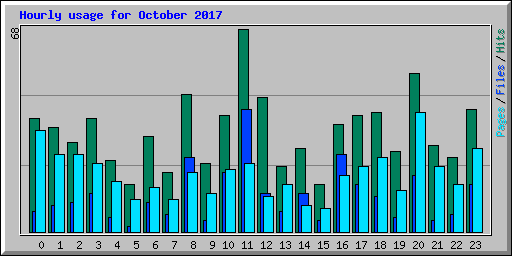 Hourly usage for October 2017
68
Pages/Files/Hits
0 1 2 3 4 5 6 7 8 9 10 11 12 13 14 15 16 17 18 19 20 21 22 23